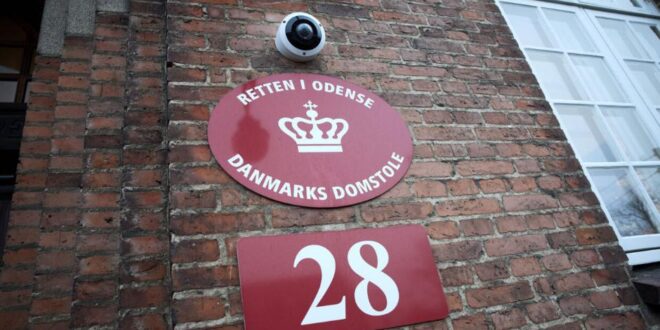 RETTEN I ODENSE
DANMARKS DOMSTOLE
28